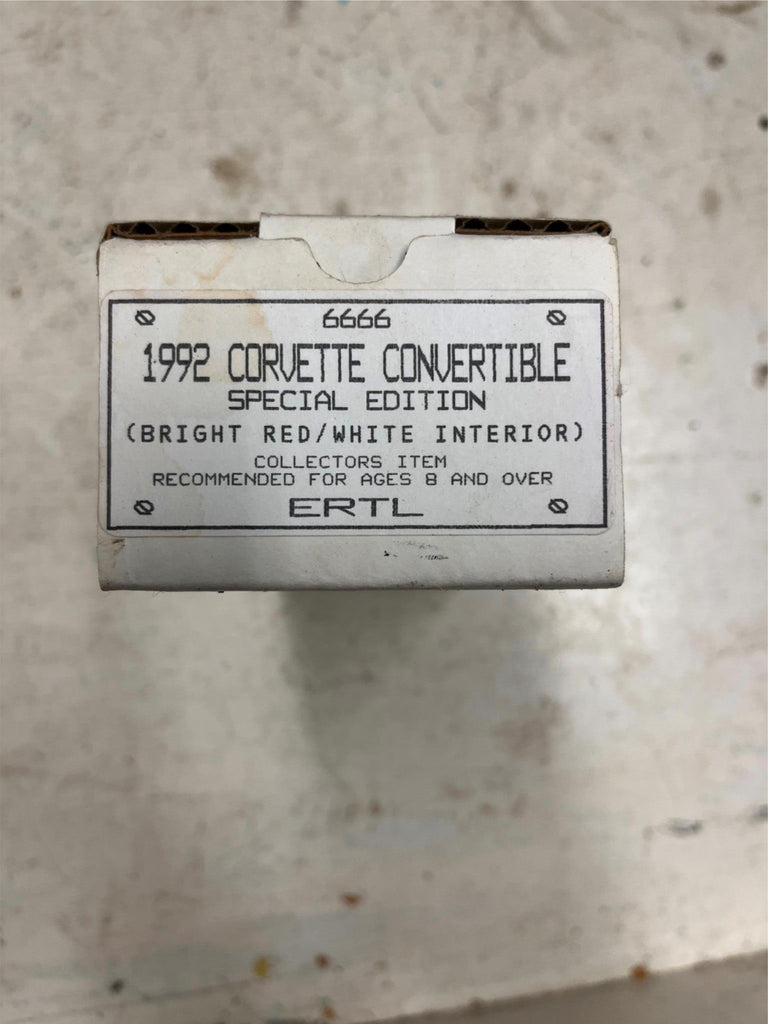 6666
1992 CORVETTE CONVERTIBLE
SPECIAL EDITION
(BRIGHT RED/WHITE INTERIOR)
COLLECTORS ITEM
RECOMMENDED FOR AGES 8 AND OVER
ERTL